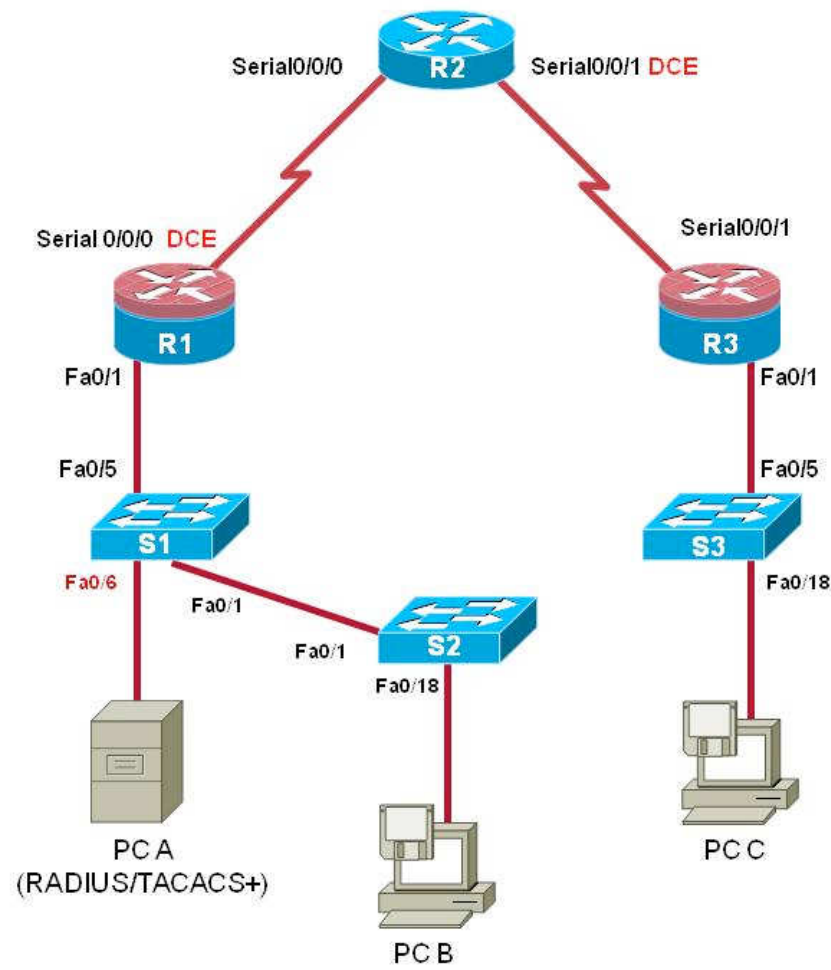 R2
Serial0/0/0
Serial0/0/1 DCE
Serial 0/0/0 DCE
Serial0/0/1
R1
R3
Fa0/1
Fa0/1
Fa0/5
Fa0/5
S1
S3
Fa0/6
Fa0/1
Fa0/18
Fa0/1
S2
Fa0/18
PC A
(RADIUS/TACACS+)
PC C
PC B